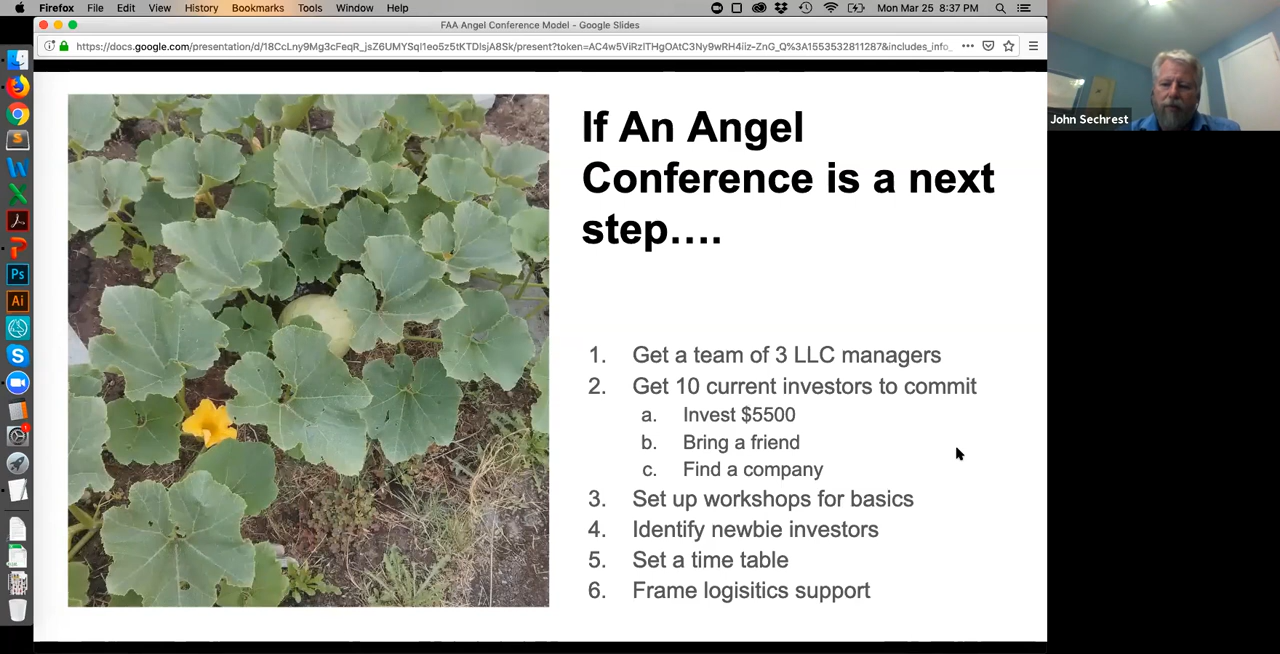 Firefox File Edit View History Bookmarks Tools Window Help Mon Mar 25 8:37 PM
FAA Angel Conference Model - Google Slides
John Sechrest
If An Angel
Conference is a next
step….
1. Get a team of 3 LLC managers
2. Get 10 current investors to commit
a. Invest $5500
b. Bring a friend
c. Find a company
3. Set up workshops for basics
4. Identify newbie investors
5. Set a time table
6. Frame logisitics support
Ps
Ai